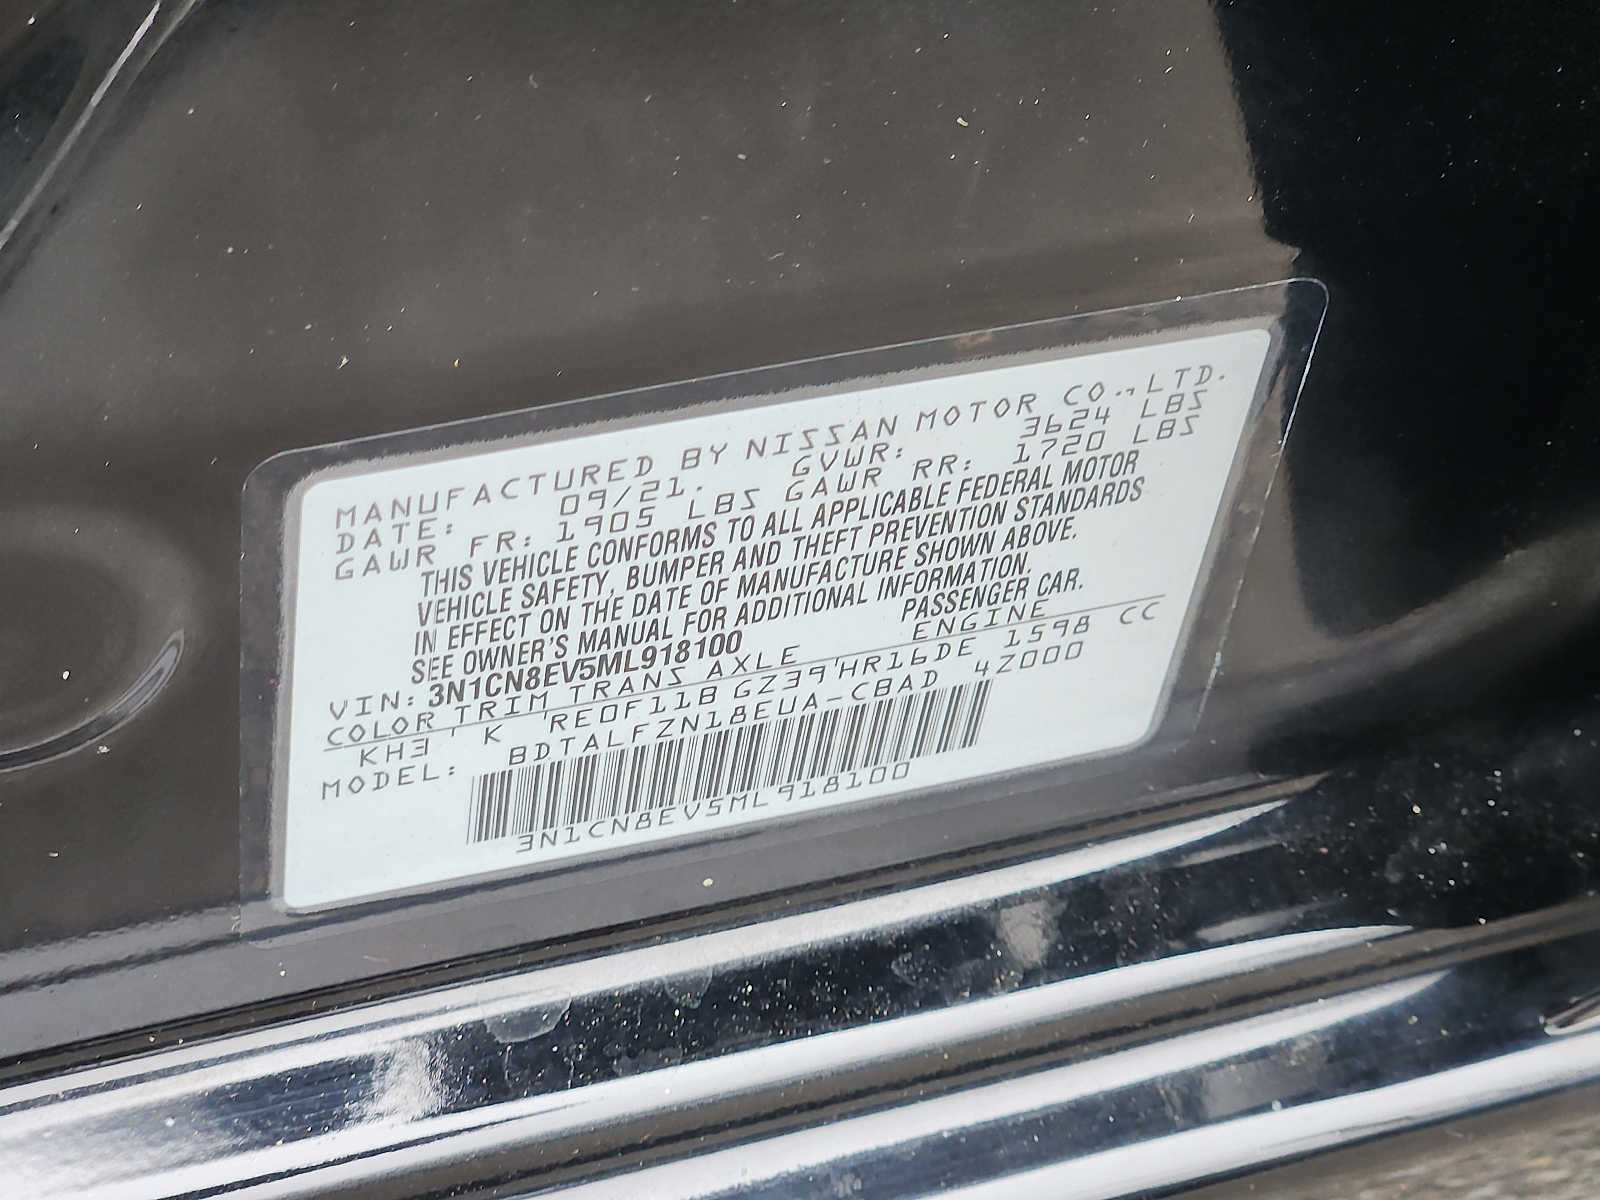 MANUFACTURED BY NISSAN MOTOR CO.,LTD.
DATE: 09/21. GVWR: 3624 LBS
GAWR FR: 1905 LBS GAWR RR: 1720 LBS
THIS VEHICLE CONFORMS TO ALL APPLICABLE FEDERAL MOTOR
VEHICLE SAFETY, BUMPER AND THEFT PREVENTION STANDARDS
IN EFFECT ON THE DATE OF MANUFACTURE SHOWN ABOVE.
SEE OWNER'S MANUAL FOR ADDITIONAL INFORMATION.
VIN: 3N1CN8EV5ML918100 PASSENGER CAR.
COLOR TRIM TRANS AXLE ENGINE
KH3 ' K 'RE0F11B GZ39'HR16DE 1598 CC
MODEL: BDTALFZN18EUA-CBAD 4Z000
3N1CN8EV5ML918100